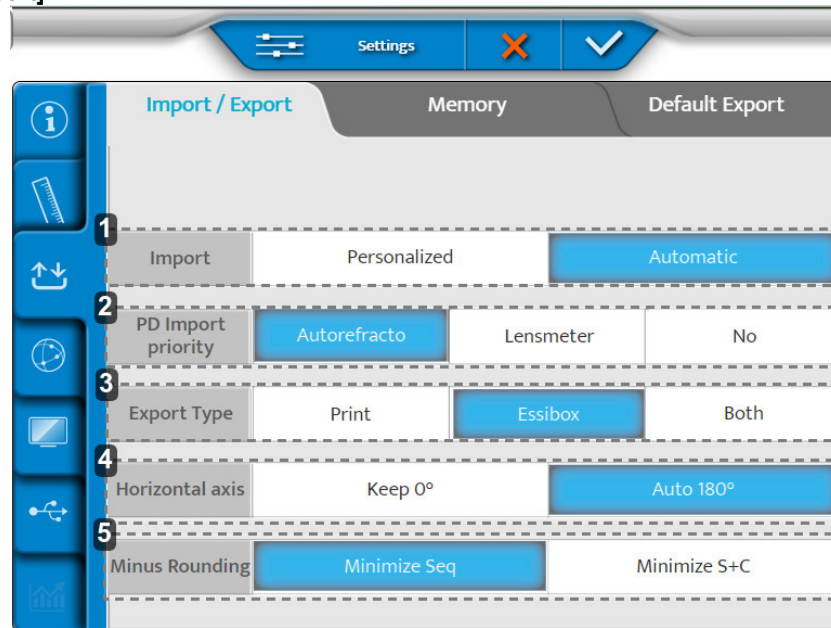 Settings
Import / Export Memory Default Export
1
Import Personalized Automatic
2
PD Import
priority Autorefracto Lensmeter No
3
Export Type Print Essibox Both
4
Horizontal axis Keep 0° Auto 180°
5
Minus Rounding Minimize Seq Minimize S+C